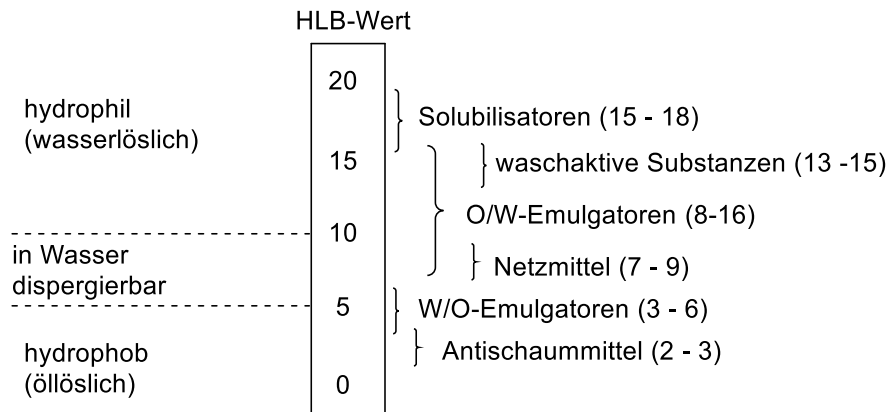 HLB-Wert
20
hydrophil
(wasserlöslich)
Solubilisatoren (15 - 18)
15
waschaktive Substanzen (13 -15)
O/W-Emulgatoren (8-16)
10
in Wasser
dispergierbar
Netzmittel (7 - 9)
5
W/O-Emulgatoren (3 - 6)
hydrophob
(öllöslich)
Antischaummittel (2 - 3)
0